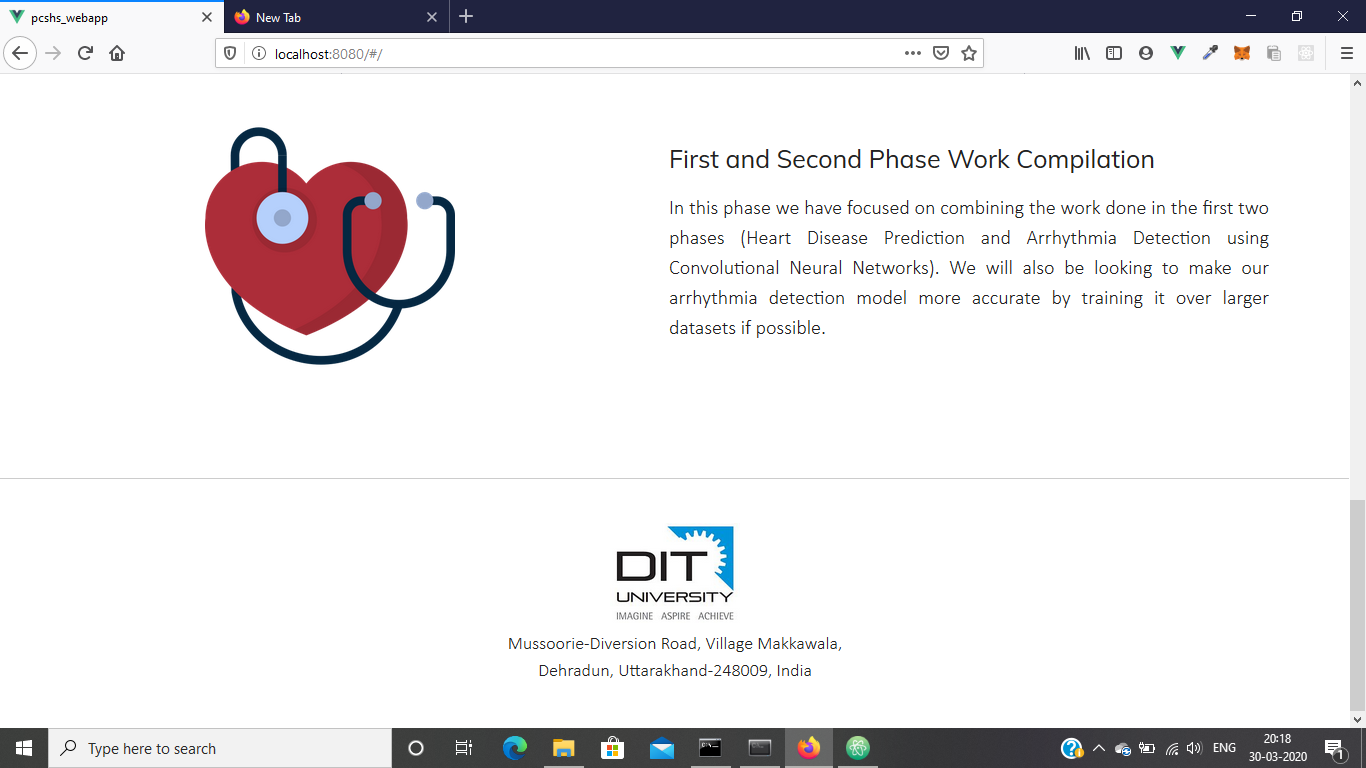 pcshs_webapp
New Tab
localhost:8080/#/
First and Second Phase Work Compilation
In this phase we have focused on combining the work done in the first two
phases (Heart Disease Prediction and Arrhythmia Detection using
Convolutional Neural Networks). We will also be looking to make our
arrhythmia detection model more accurate by training it over larger
datasets if possible.
DIT
UNIVERSITY
IMAGINE ASPIRE ACHIEVE
Mussoorie-Diversion Road, Village Makkawala,
Dehradun, Uttarakhand-248009, India
Type here to search
ENG
20:18
30-03-2020
1